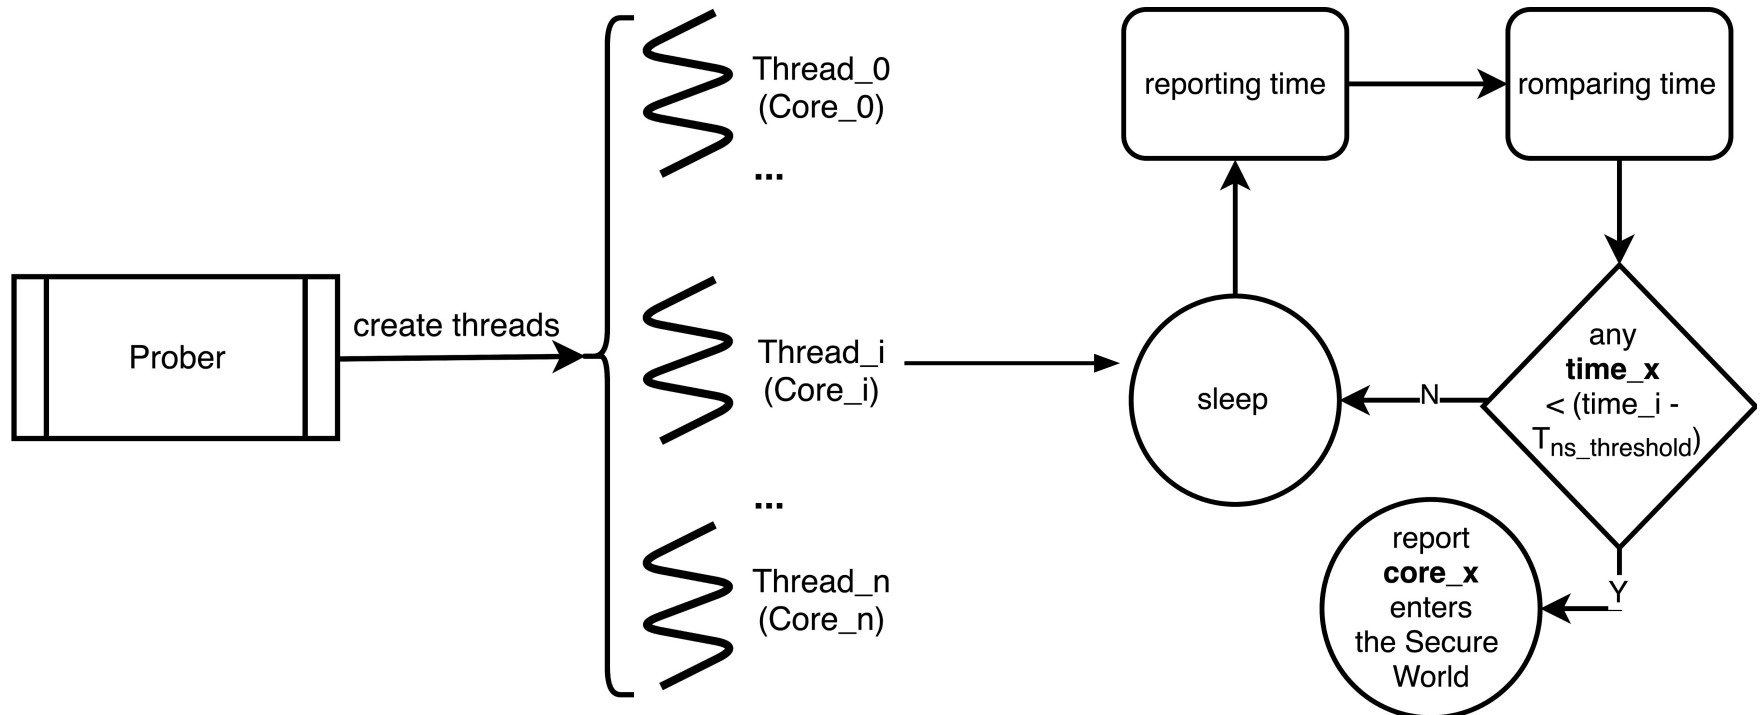 Prober
create threads
Thread_0
(Core_0)
...
Thread_i
(Core_i)
...
Thread_n
(Core_n)
reporting time
romparing time
sleep
N
any
time_x
< (time_i -
Tns_threshold)
Y
report
core_x
enters
the Secure
World